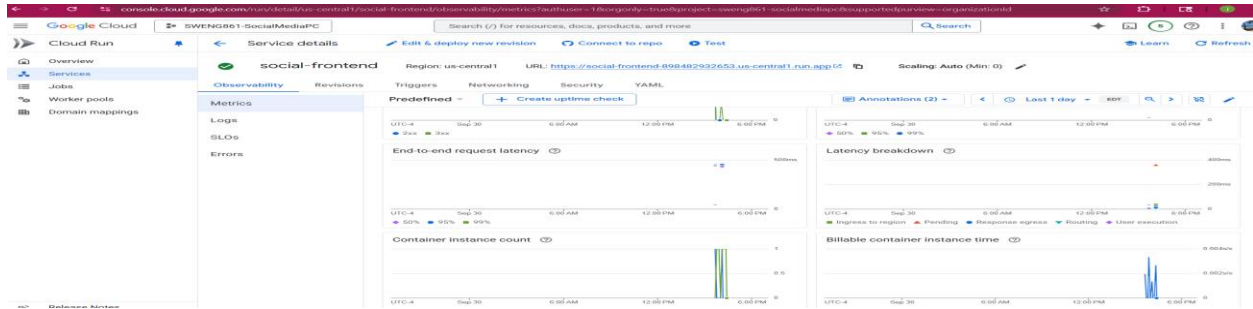 console.cloud.google.com/run/detail/us-central1/social-frontend/observability/metrics?authuser=1&orgonly=true&project=sweng861-socialmediapc&supportedpurview=organizationId
Google Cloud SWENG861-SocialMediaPC Search (/) for resources, docs, products, and more Search
Cloud Run Service details Edit & deploy new revision Connect to repo Test Learn Refresh
Overview
Services
Jobs
Worker pools
Domain mappings
social-frontend Region: us-central1 URL: https://social-frontend-898482932653.us-central1.run.app Scaling: Auto (Min: 0)
Observability Revisions Triggers Networking Security YAML
Metrics
Logs
SLOs
Errors
Predefined + Create uptime check Annotations (2) Last 1 day EDT
UTC-4 Sep 30 6:00 AM 12:00 PM 6:00 PM 0
2xx 3xx
UTC-4 Sep 30 6:00 AM 12:00 PM 6:00 PM 0
50% 95% 99%
End-to-end request latency
500ms
0
UTC-4 Sep 30 6:00 AM 12:00 PM 6:00 PM
50% 95% 99%
Latency breakdown
400ms
200ms
0
UTC-4 Sep 30 6:00 AM 12:00 PM 6:00 PM
Ingress to region Pending Response egress Routing User execution
Container instance count
1
0.5
0
UTC-4 Sep 30 6:00 AM 12:00 PM 6:00 PM
Billable container instance time
0.002s/s
0
UTC-4 Sep 30 6:00 AM 12:00 PM 6:00 PM
Release Notes